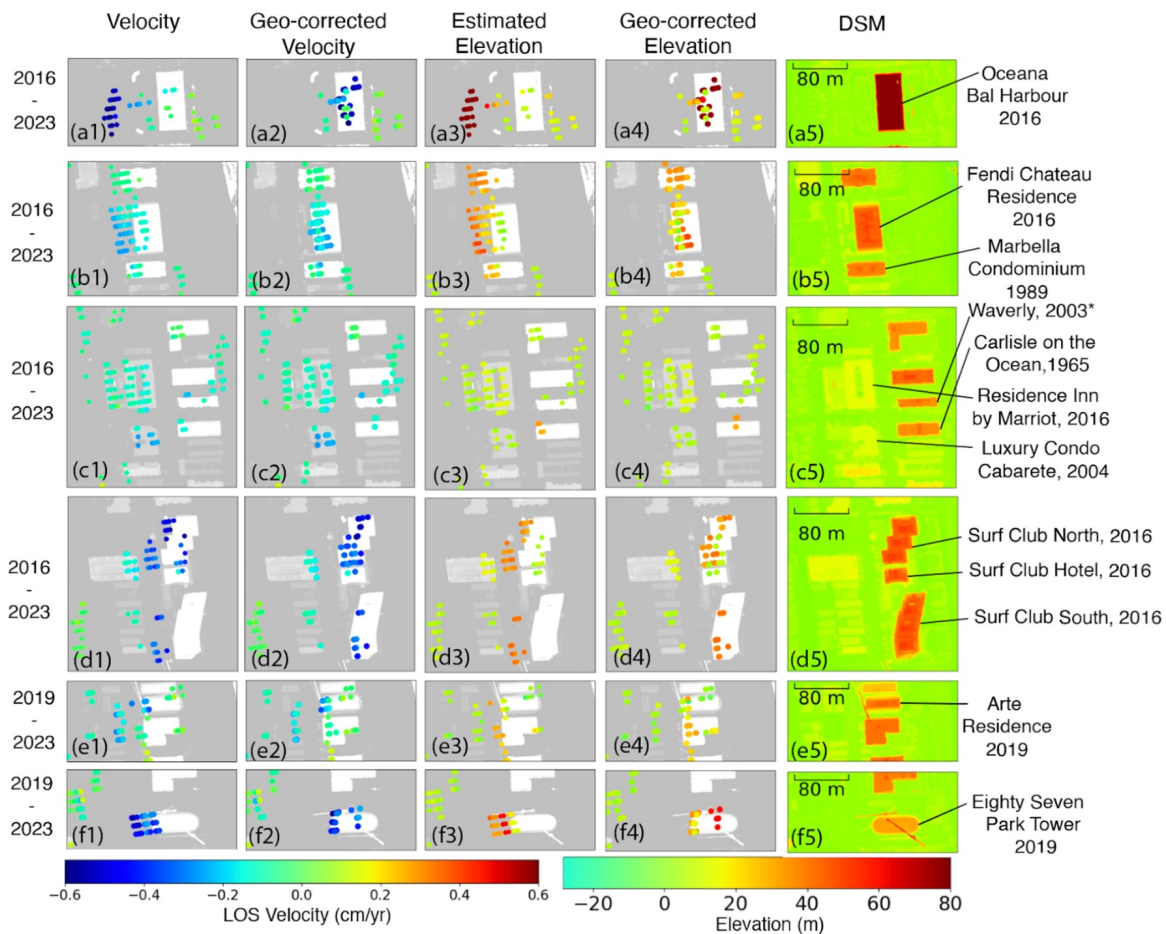 Velocity
Geo-corrected
Velocity
Estimated
Elevation
Geo-corrected
Elevation
DSM
2016
-
2023
(a1)
(a2)
(a3)
(a4)
80 m
(a5)
Oceana
Bal Harbour
2016
2016
-
2023
(b1)
(b2)
(b3)
(b4)
80 m
(b5)
Fendi Chateau
Residence
2016
Marbella
Condominium
1989
2016
-
2023
(c1)
(c2)
(c3)
(c4)
80 m
(c5)
Waverly, 2003*
Carlisle on the
Ocean,1965
Residence Inn
by Marriot, 2016
Luxury Condo
Cabarete, 2004
2016
-
2023
(d1)
(d2)
(d3)
(d4)
80 m
(d5)
Surf Club North, 2016
Surf Club Hotel, 2016
Surf Club South, 2016
2019
-
2023
(e1)
(e2)
(e3)
(e4)
80 m
(e5)
Arte
Residence
2019
2019
-
2023
(f1)
(f2)
(f3)
(f4)
80 m
(f5)
Eighty Seven
Park Tower
2019
−0.6 −0.4 −0.2 0.0 0.2 0.4 0.6
LOS Velocity (cm/yr)
−20 0 20 40 60 80
Elevation (m)